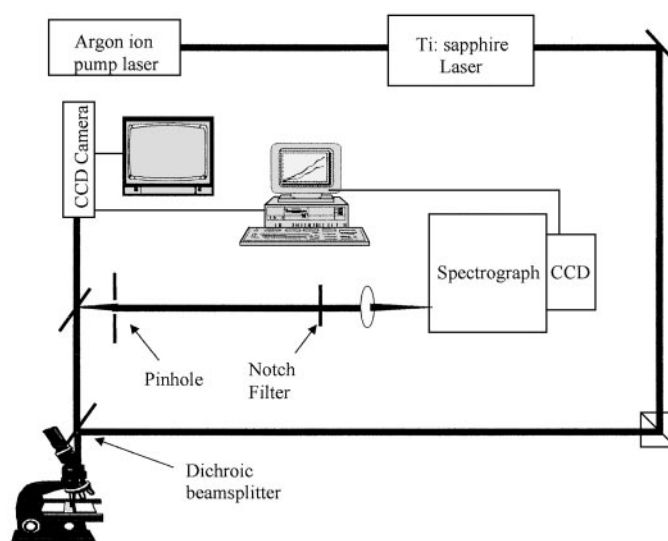 Argon ion
pump laser
Ti: sapphire
Laser
CCD Camera
Spectrograph
CCD
Pinhole
Notch
Filter
Dichroic
beamsplitter